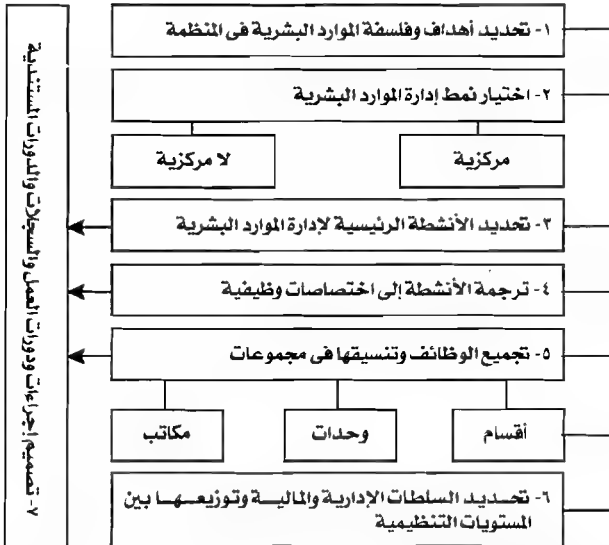 ١- تحديد أهداف وفلسفة الموارد البشرية فى المنظمة
٢- اختيار نمط إدارة الموارد البشرية
مركزية
لا مركزية
٣- تحديد الأنشطة الرئيسية لإدارة الموارد البشرية
٤- ترجمة الأنشطة إلى اختصاصات وظيفية
٥- تجميع الوظائف وتنسيقها فى مجموعات
أقسام
وحدات
مكاتب
٦- تحديد السلطات الإدارية والمالية وتوزيعها بين
المستويات التنظيمية
٧- تصميم إجراءات ودورات العمل والسجلات والدورات المستندية